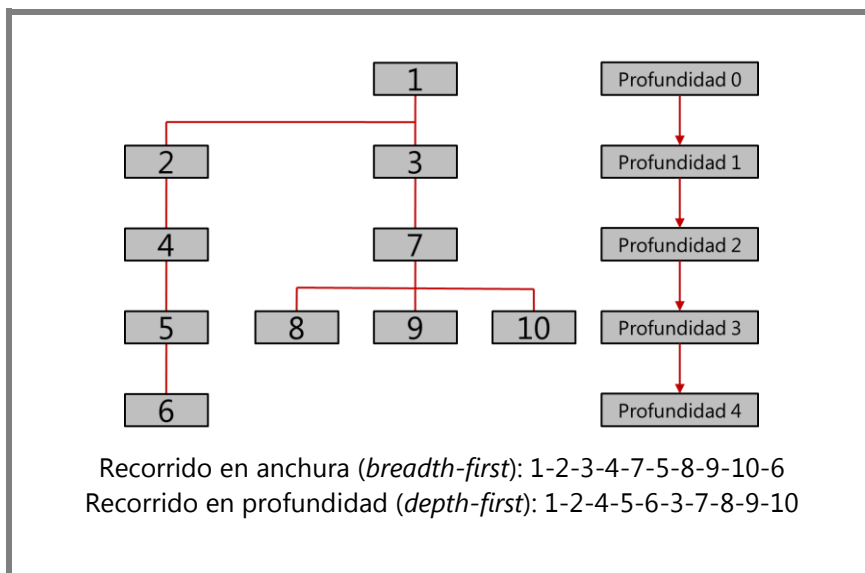 1 Profundidad 0
2 3 Profundidad 1
4 7 Profundidad 2
5 8 9 10 Profundidad 3
6 Profundidad 4
Recorrido en anchura (breadth-first): 1-2-3-4-7-5-8-9-10-6
Recorrido en profundidad (depth-first): 1-2-4-5-6-3-7-8-9-10